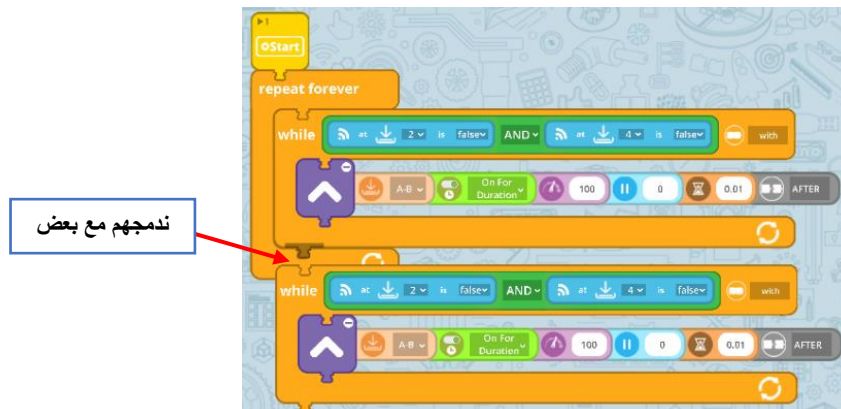 1
Start
repeat forever
while at 2 is false AND at 4 is false with
A-B On For Duration 100 0 0.01 AFTER
ندمجهم مع بعض
while at 2 is false AND at 4 is false with
A-B On For Duration 100 0 0.01 AFTER